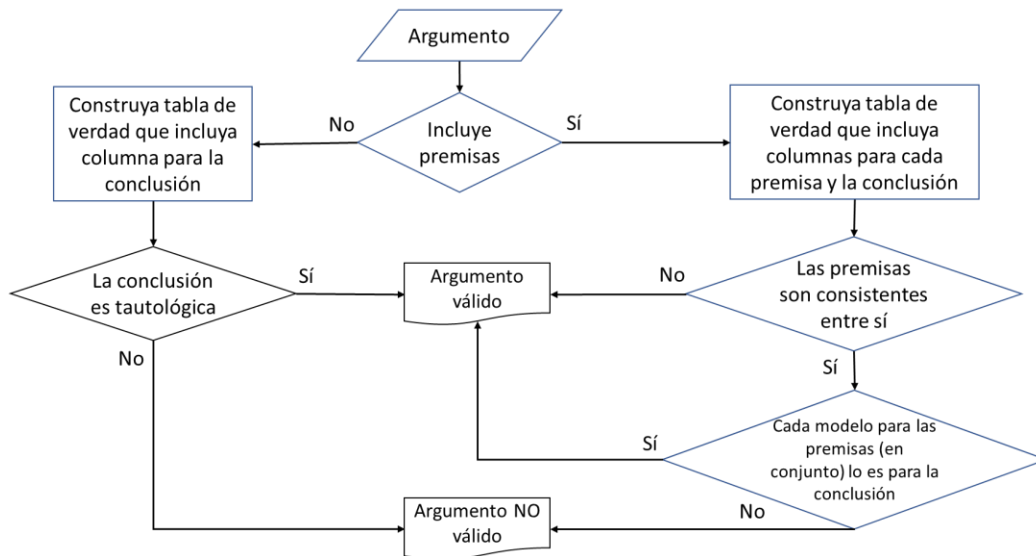 Argumento
Construya tabla de
verdad que incluya
columna para la
conclusión
No
Incluye
premisas
Sí
Construya tabla de
verdad que incluya
columnas para cada
premisa y la conclusión
La conclusión
es tautológica
Sí
Argumento
válido
No
Las premisas
son consistentes
entre sí
No
Sí
Sí
Cada modelo para las
premisas (en
conjunto) lo es para la
conclusión
Argumento NO
válido
No